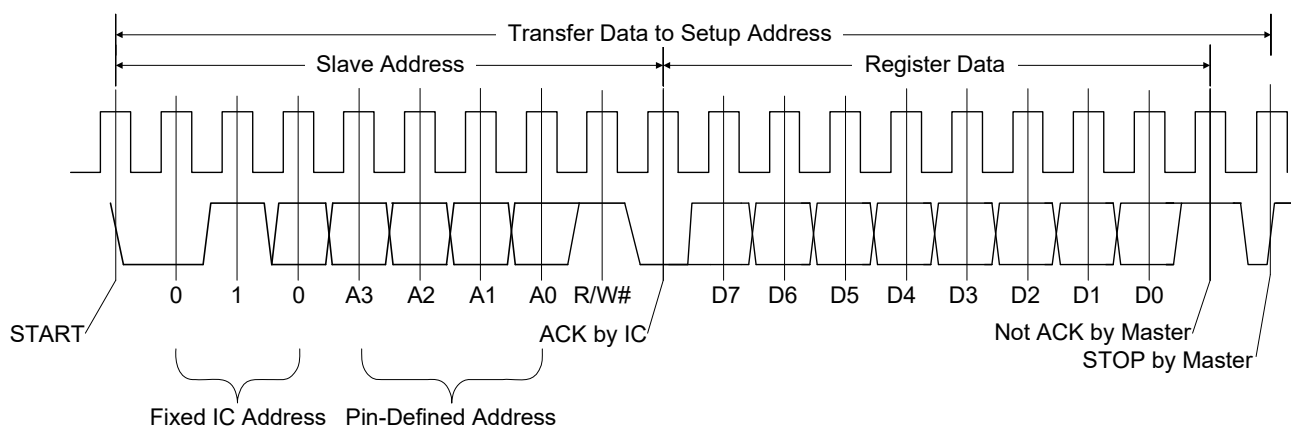 Transfer Data to Setup Address
Slave Address Register Data
0 1 0 A3 A2 A1 A0 R/W# D7 D6 D5 D4 D3 D2 D1 D0
START ACK by IC Not ACK by Master
STOP by Master
Fixed IC Address Pin-Defined Address